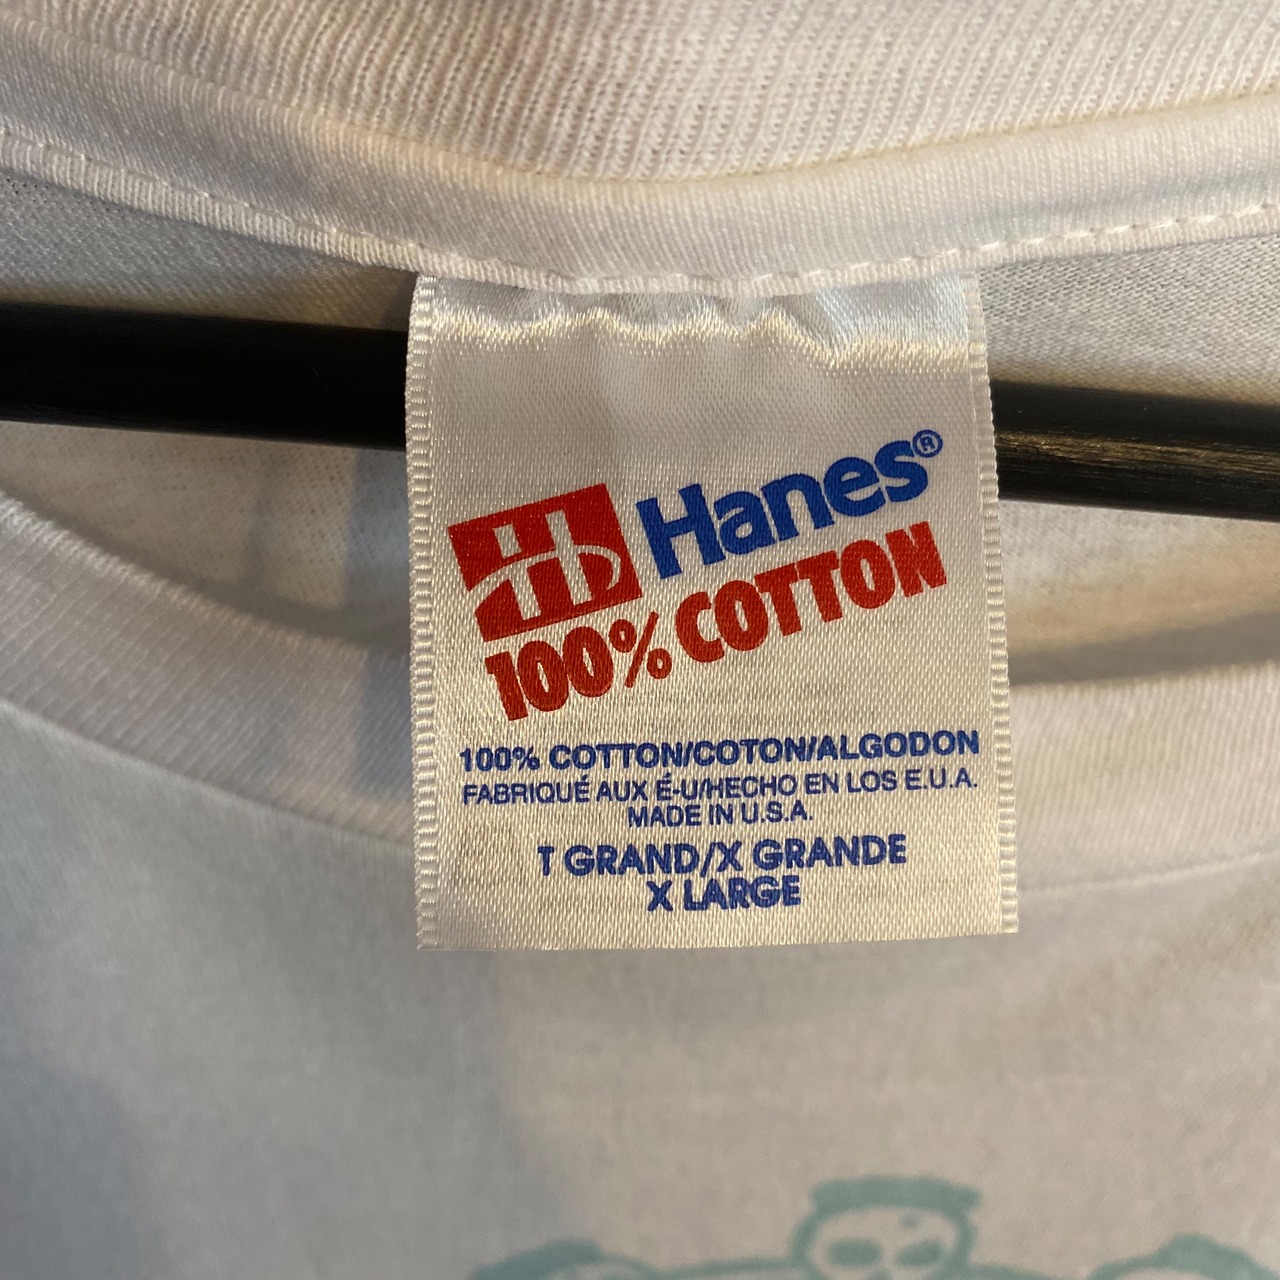 Hanes®
100% COTTON
100% COTTON/COTON/ALGODON
FABRIQUÉ AUX É-U/HECHO EN LOS E.U.A.
MADE IN U.S.A.
T GRAND/X GRANDE
X LARGE